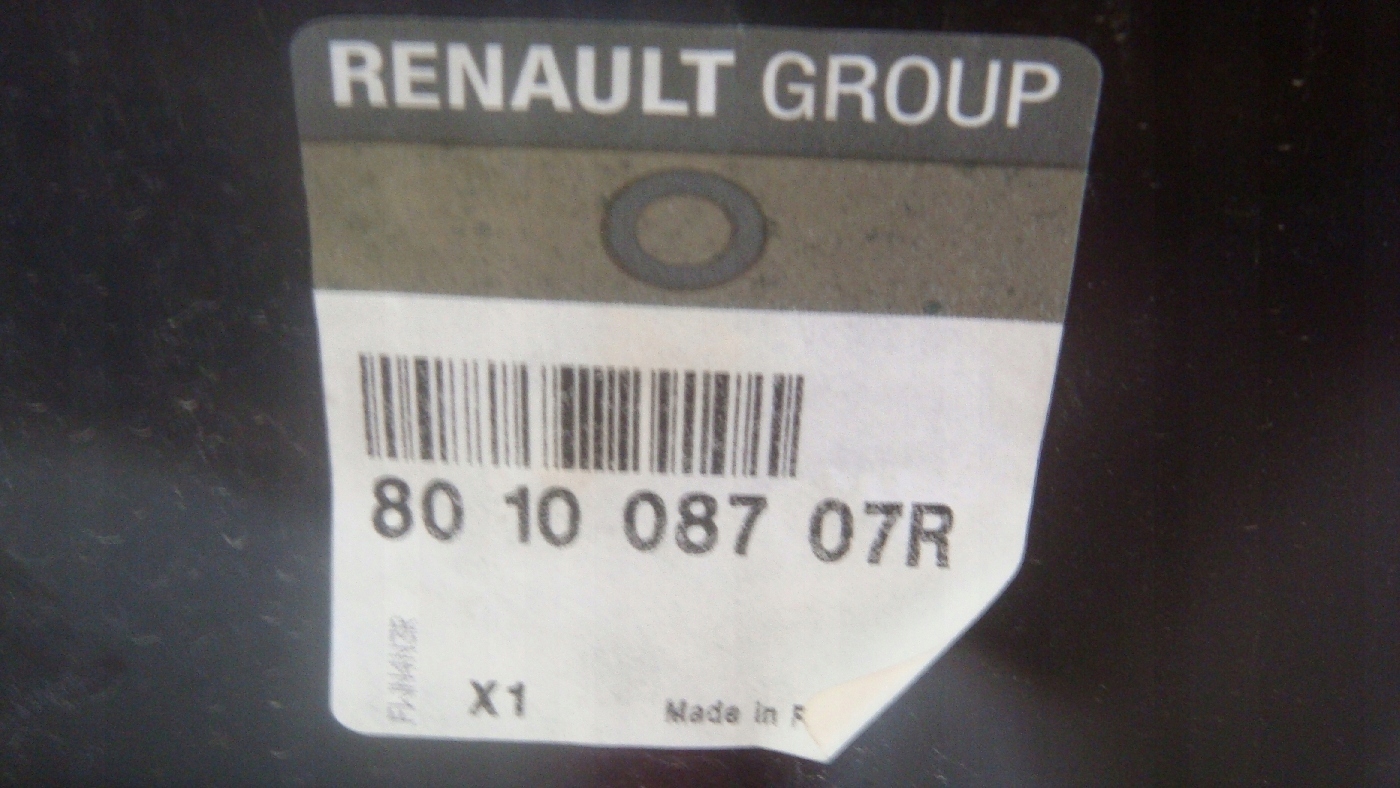 RENAULT GROUP
80 10 087 07R
X1
Made in